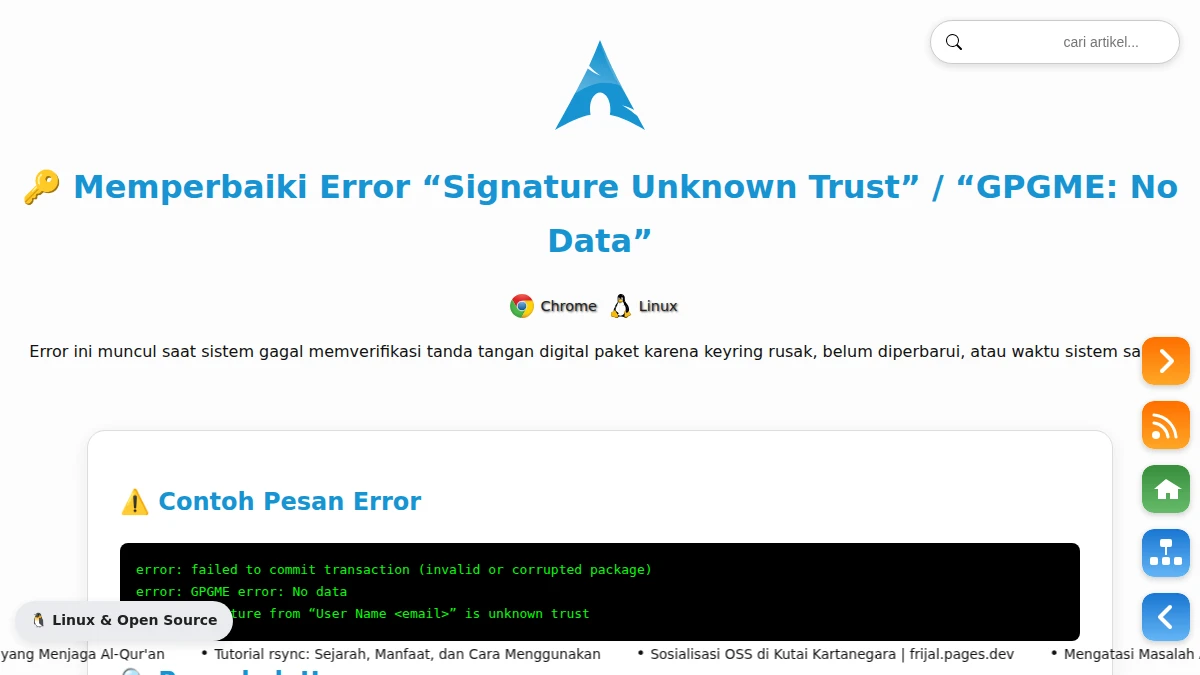 cari artikel...
🔑 Memperbaiki Error “Signature Unknown Trust” / “GPGME: No
Data”
Chrome Linux
Error ini muncul saat sistem gagal memverifikasi tanda tangan digital paket karena keyring rusak, belum diperbarui, atau waktu sistem
⚠️ Contoh Pesan Error
error: failed to commit transaction (invalid or corrupted package)
error: GPGME error: No data
from “User Name <email>” is unknown trust
🐧 Linux & Open Source
yang Menjaga Al-Qur'an • Tutorial rsync: Sejarah, Manfaat, dan Cara Menggunakan • Sosialisasi OSS di Kutai Kartanegara | frijal.pages.dev • Mengatasi Masalah